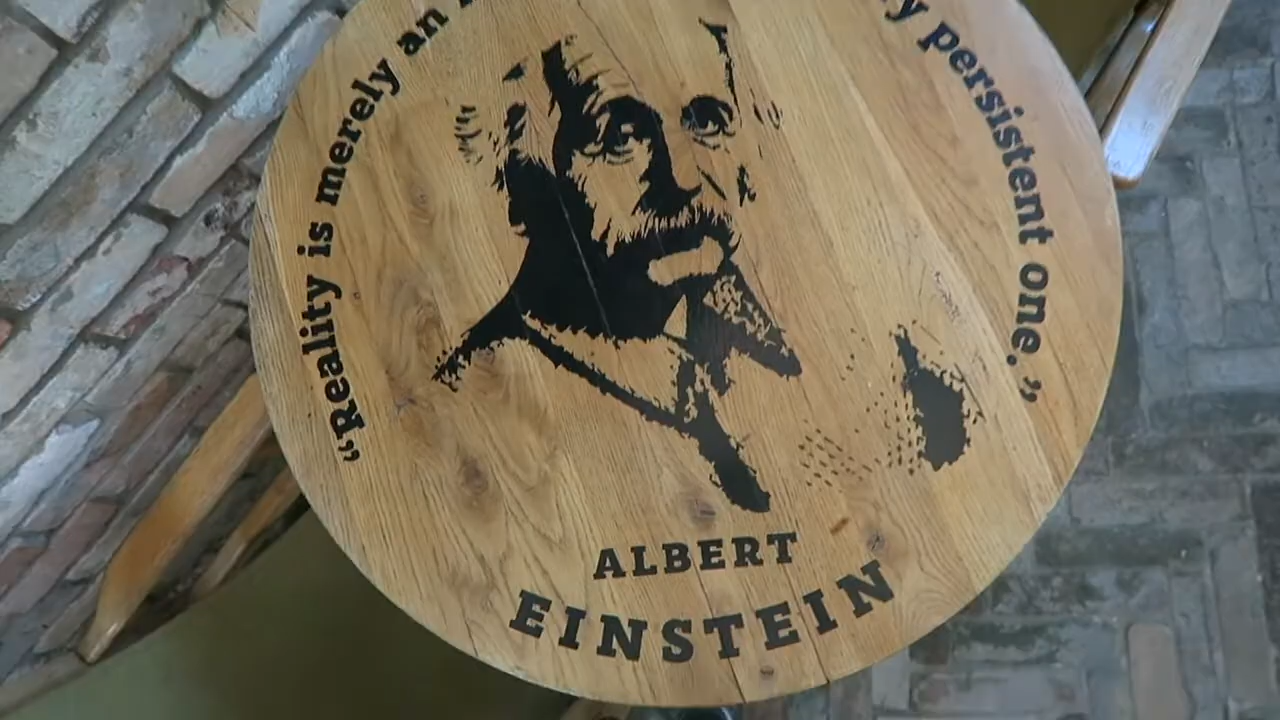 “Reality is merely an
y persistent one.”
ALBERT
EINSTEIN